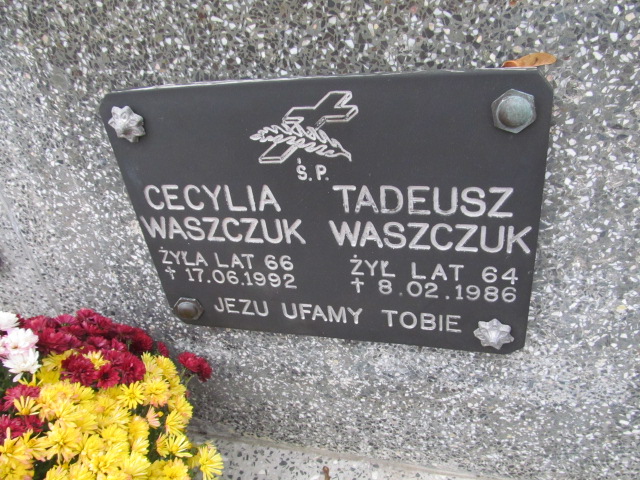 Ś.P.
CECYLIA TADEUSZ
WASZCZUK WASZCZUK
ŻYŁA LAT 66 ŻYŁ LAT 64
† 17.06.1992 † 8.02.1986
JEZU UFAMY TOBIE